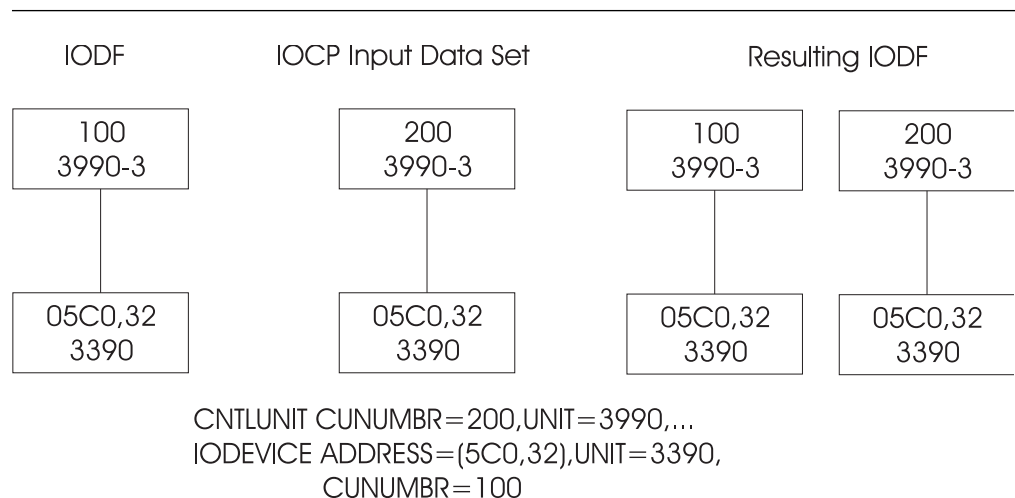 IODF
IOCP Input Data Set
Resulting IODF
100
3990-3
200
3990-3
100
3990-3
200
3990-3
05C0,32
3390
05C0,32
3390
05C0,32
3390
05C0,32
3390
CNTLUNIT CUNUMBR=200,UNIT=3990,...
IODEVICE ADDRESS=(5C0,32),UNIT=3390,
CUNUMBR=100